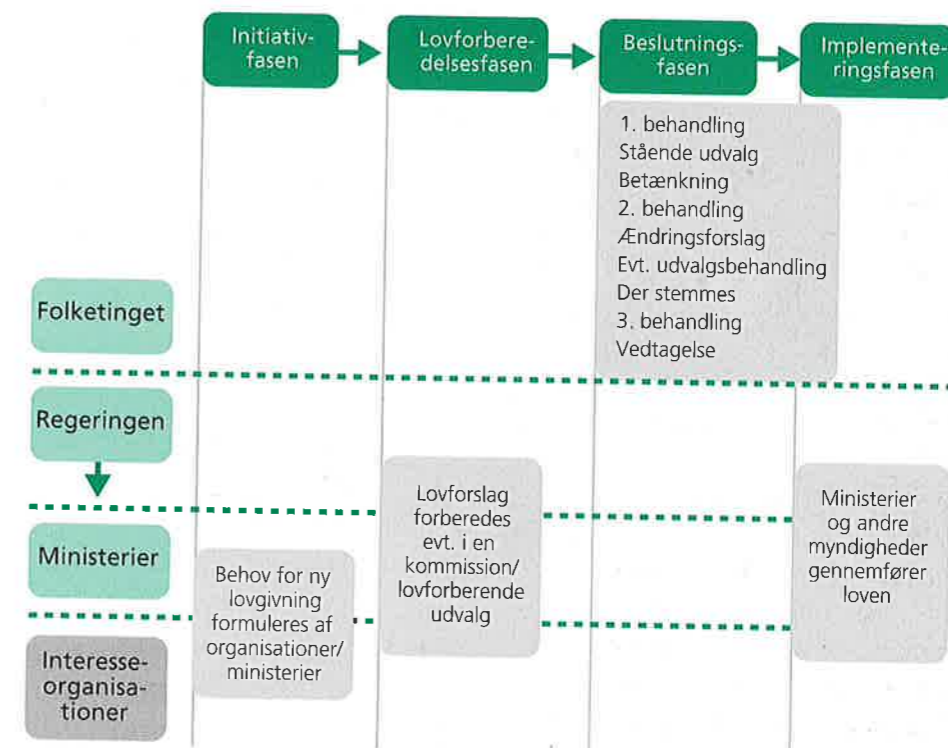 Initiativ-
fasen
Lovforbere-
delsesfasen
Beslutnings-
fasen
Implemente-
ringsfasen
1. behandling
Stående udvalg
Betænkning
2. behandling
Ændringsforslag
Evt. udvalgsbehandling
Der stemmes
3. behandling
Vedtagelse
Folketinget
Regeringen
Ministerier
Interesse-
organisa-
tioner
Behov for ny
lovgivning
formuleres af
organisationer/
ministerier
Lovforslag
forberedes
evt. i en
kommission/
lovforberende
udvalg
Ministerier
og andre
myndigheder
gennemfører
loven